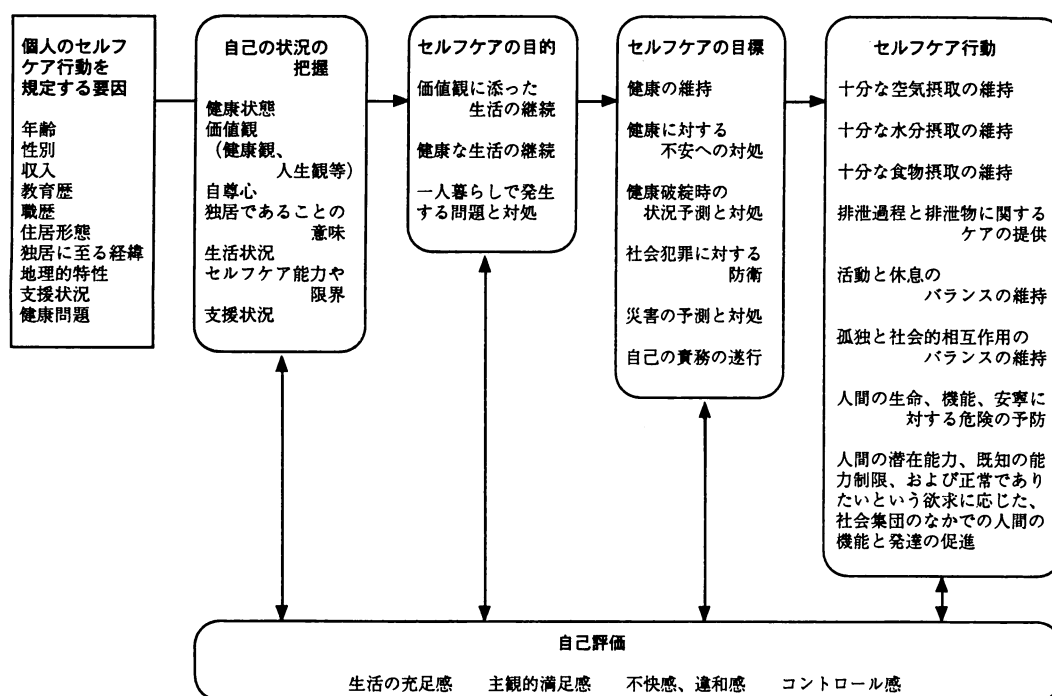 個人のセルフ
ケア行動を
規定する要因
年齢
性別
収入
教育歴
職歴
住居形態
独居に至る経緯
地理的特性
支援状況
健康問題
自己の状況の
把握
健康状態
価値観
(健康観、
人生観等)
自尊心
独居であることの
意味
生活状況
セルフケア能力や
限界
支援状況
セルフケアの目的
価値観に添った
生活の継続
健康な生活の継続
一人暮らしで発生
する問題と対処
セルフケアの目標
健康の維持
健康に対する
不安への対処
健康破綻時の
状況予測と対処
社会犯罪に対する
防衛
災害の予測と対処
自己の責務の遂行
セルフケア行動
十分な空気摂取の維持
十分な水分摂取の維持
十分な食物摂取の維持
排泄過程と排泄物に関する
ケアの提供
活動と休息の
バランスの維持
孤独と社会的相互作用の
バランスの維持
人間の生命、機能、安寧に
対する危険の予防
人間の潜在能力、既知の能
力制限、および正常であり
たいという欲求に応じた、
社会集団のなかでの人間の
機能と発達の促進
自己評価
生活の充足感 主観的満足感 不快感、違和感 コントロール感